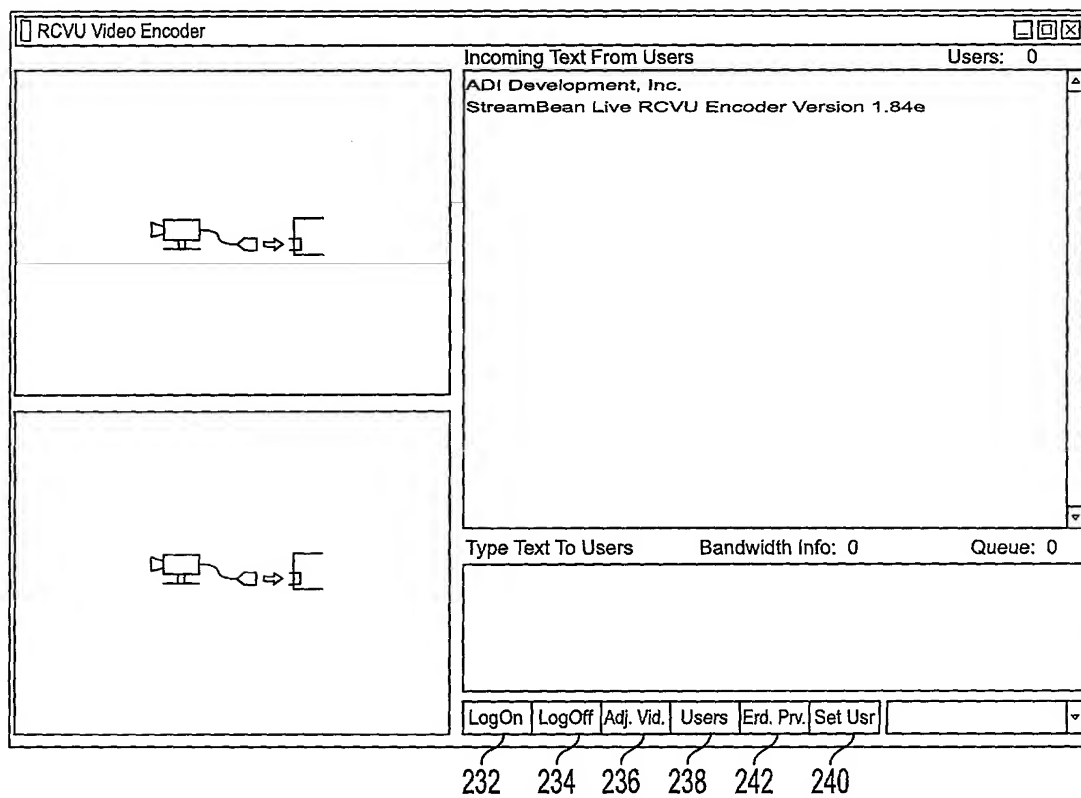 RCVU Video Encoder
Incoming Text From Users Users: 0
ADI Development, Inc.
StreamBean Live RCVU Encoder Version 1.84e
Type Text To Users Bandwidth Info: 0 Queue: 0
LogOn LogOff Adj. Vid. Users Erd. Prv. Set Usr
232 234 236 238 242 240